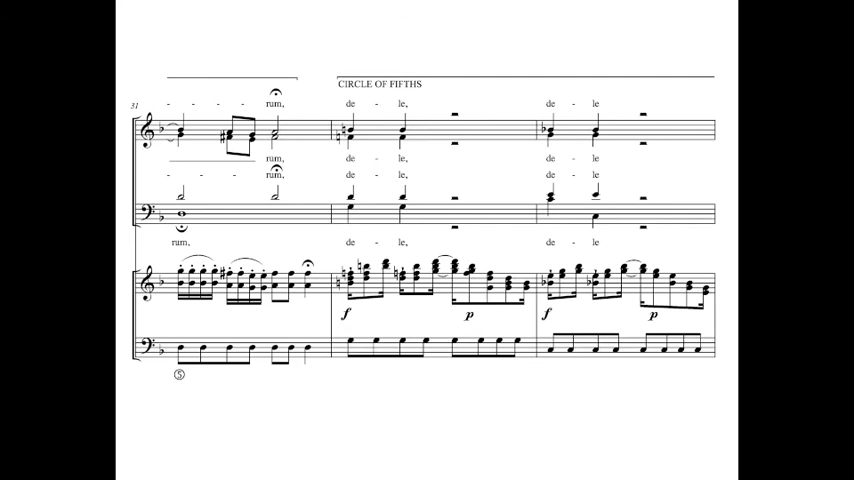 CIRCLE OF FIFTHS
- - - - rum, de - le, de - le
31
rum, de - le, de - le
- - - rum, de - le, de - le
rum, de - le, de - le
f p f p
5